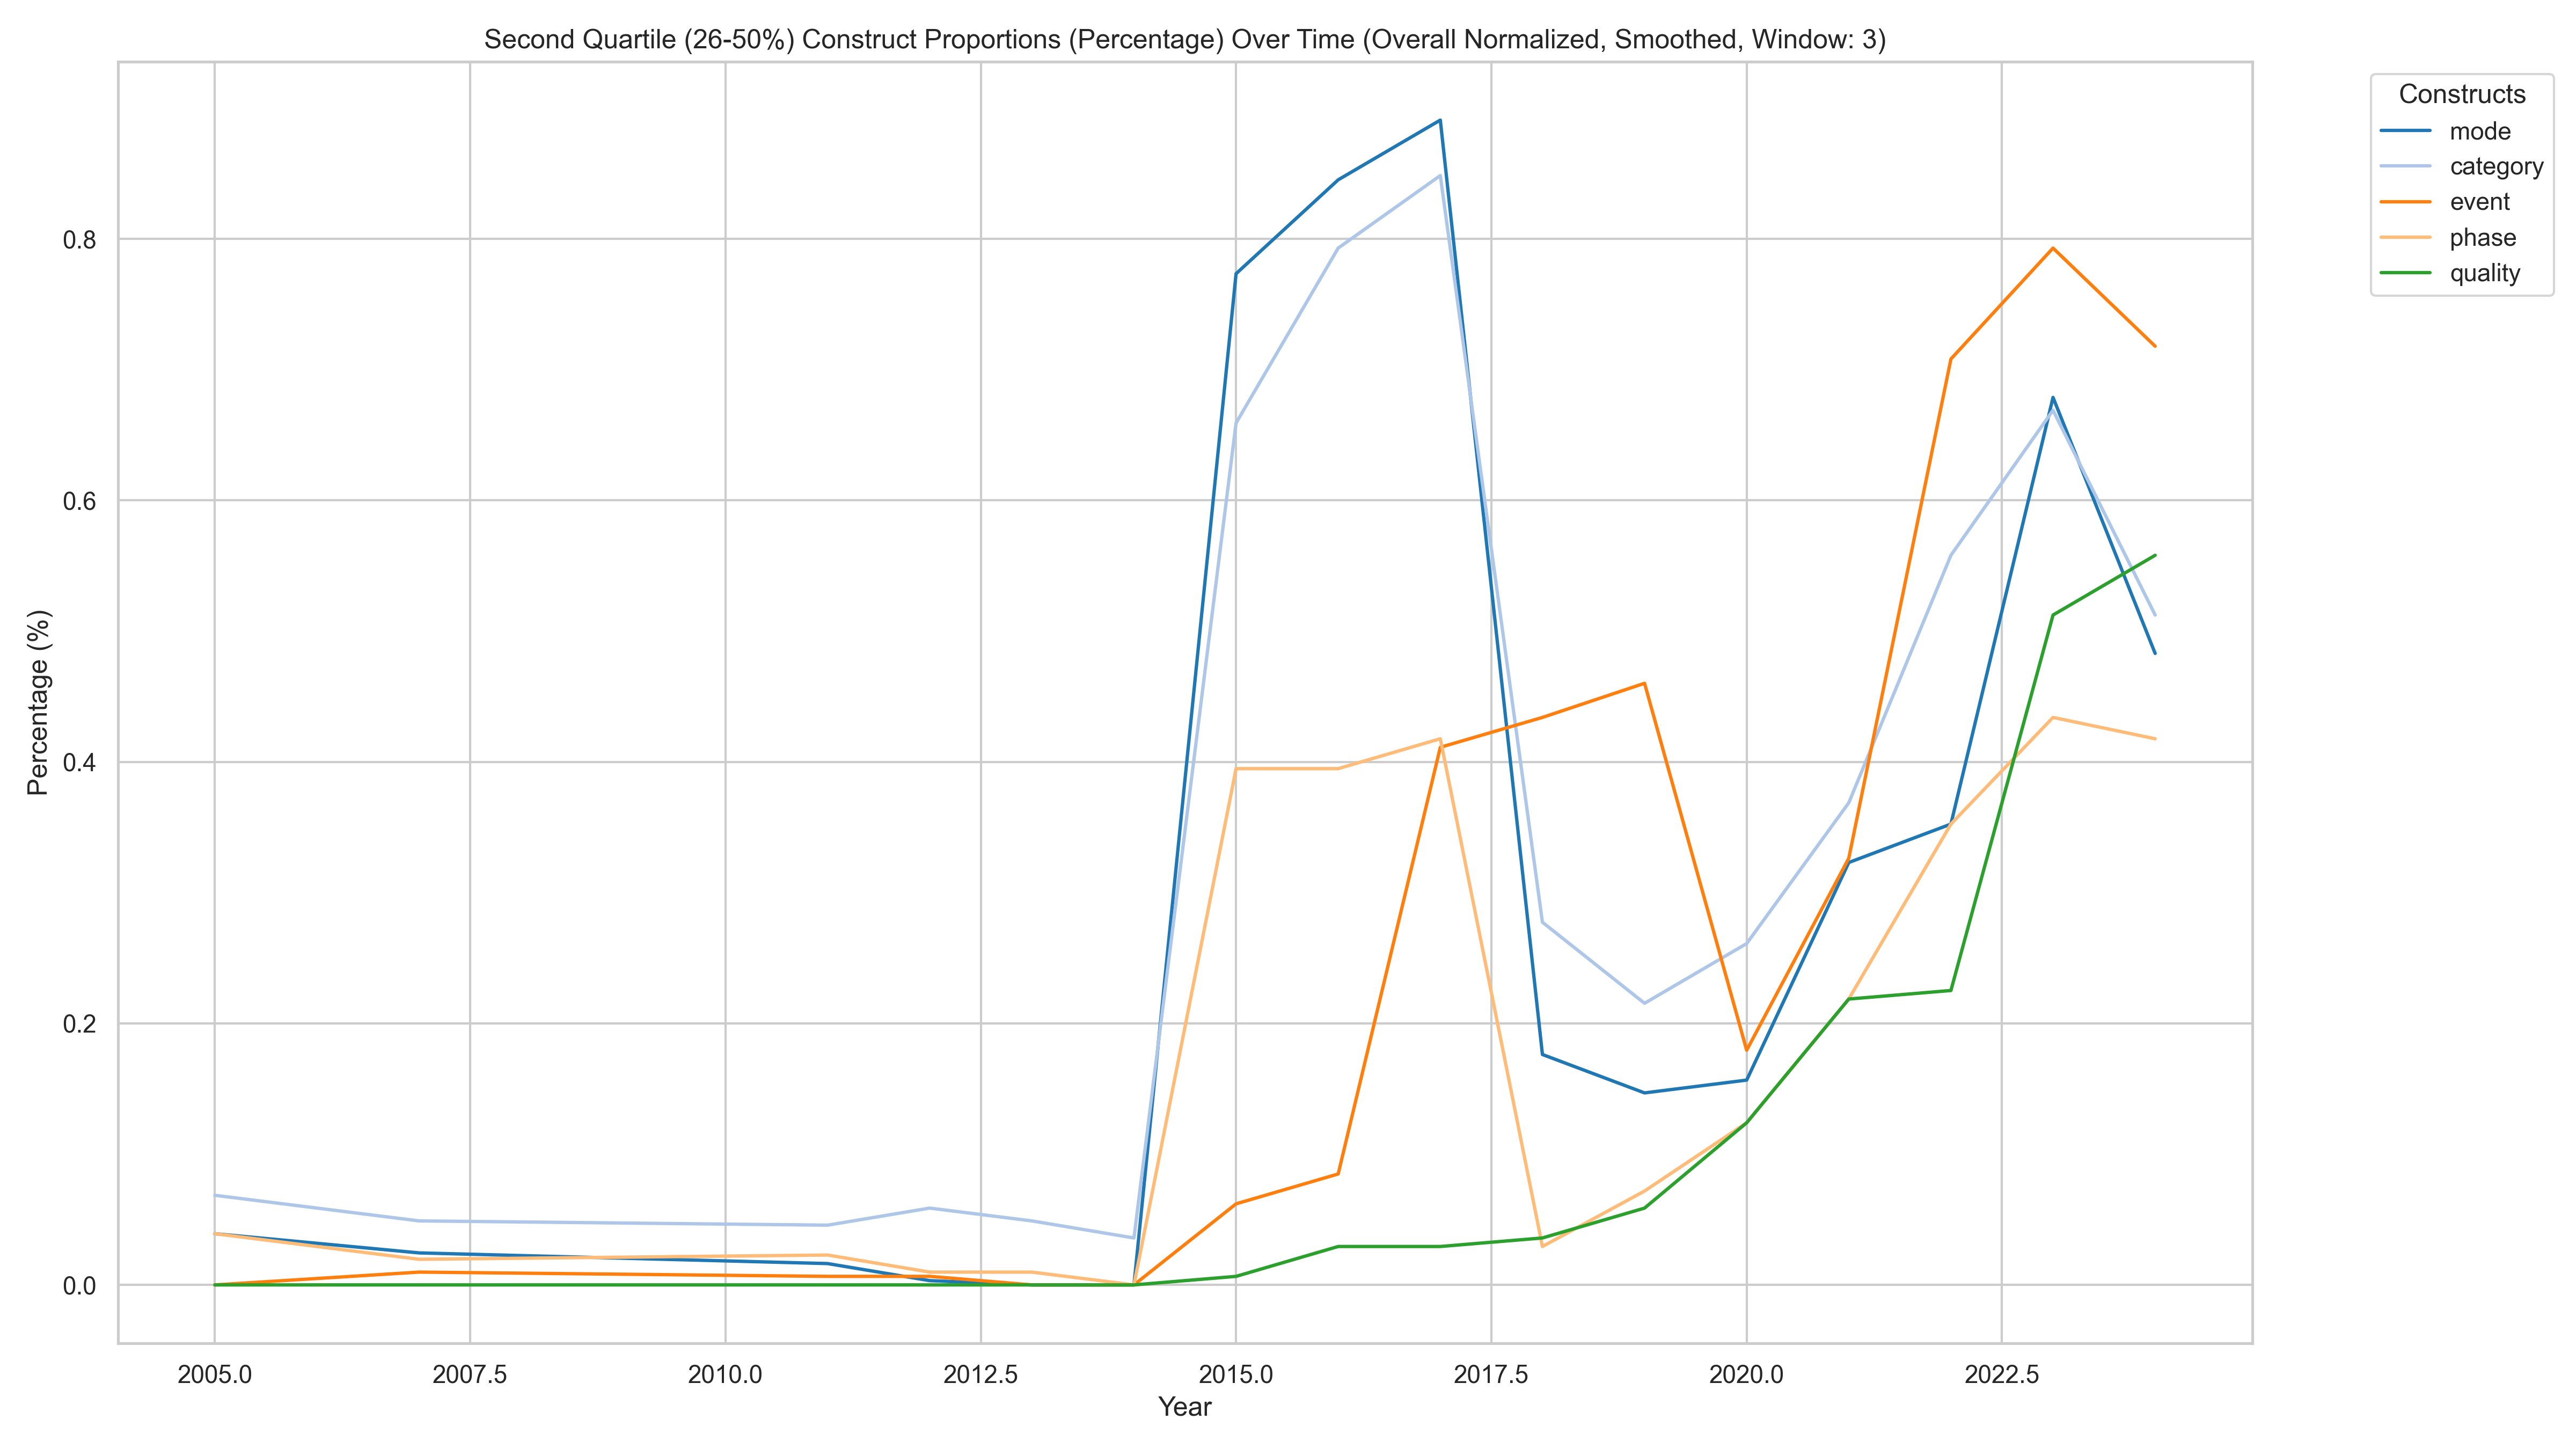 Second Quartile (26-50%) Construct Proportions (Percentage) Over Time (Overall Normalized, Smoothed, Window: 3)
Constructs
mode
category
event
phase
quality
Percentage (%)
0.8
0.6
0.4
0.2
0.0
2005.0 2007.5 2010.0 2012.5 2015.0 2017.5 2020.0 2022.5
Year